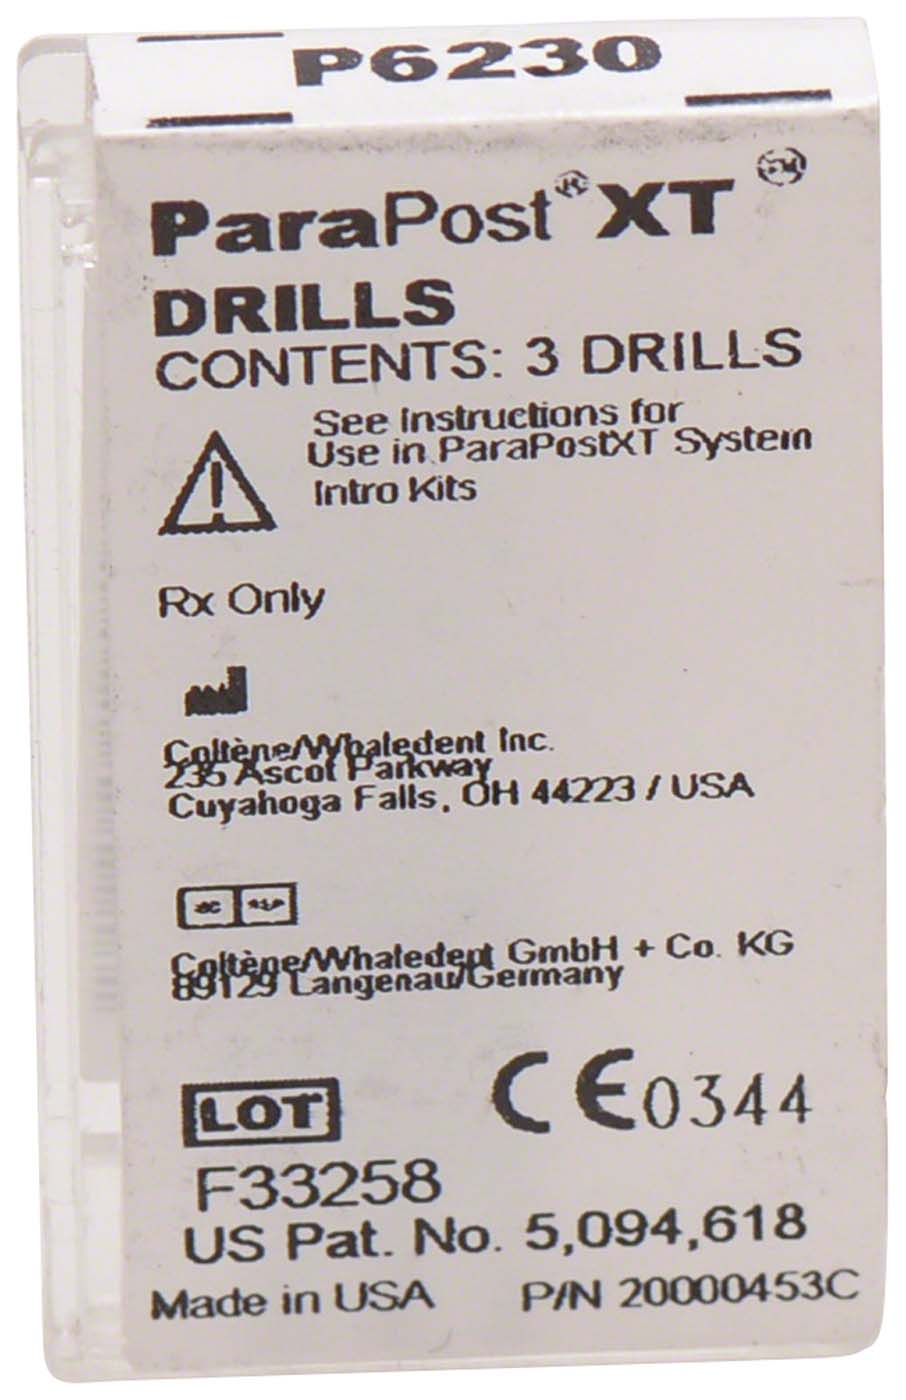 P6230
ParaPost® XT
DRILLS
CONTENTS: 3 DRILLS
See Instructions for
Use in ParaPostXT System
Intro Kits
Rx Only
Coltène/Whaledent Inc.
235 Ascot Parkway
Cuyahoga Falls, OH 44223 / USA
Coltène/Whaledent GmbH + Co. KG
89129 Langenau/Germany
LOT
CE 0344
F33258
US Pat. No. 5,094,618
Made in USA P/N 20000453C